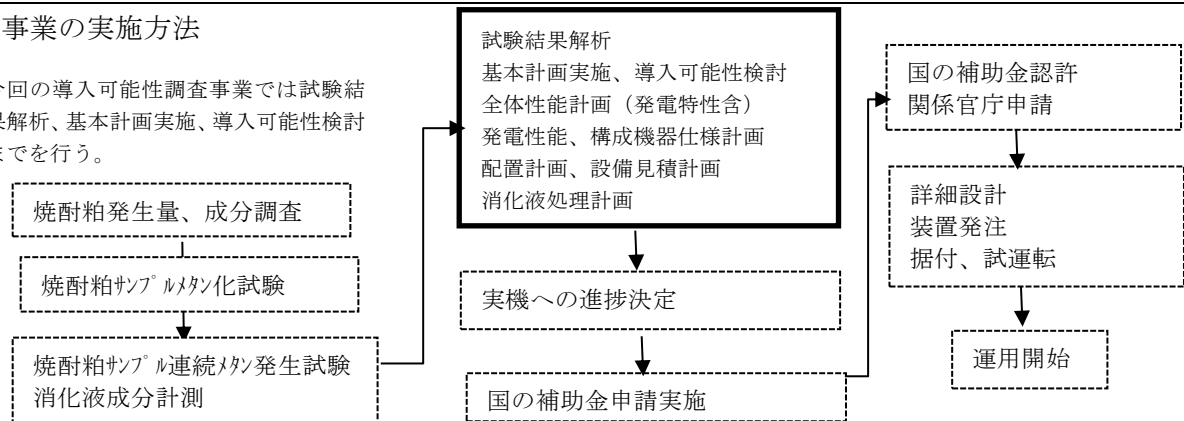 事業の実施方法
今回の導入可能性調査事業では試験結
果解析、基本計画実施、導入可能性検討
までを行う。
焼酎粕発生量、成分調査
焼酎粕ｻﾝﾌﾟﾙﾒﾀﾝ化試験
焼酎粕ｻﾝﾌﾟﾙ連続ﾒﾀﾝ発生試験
消化液成分計測
試験結果解析
基本計画実施、導入可能性検討
全体性能計画（発電特性含）
発電性能、構成機器仕様計画
配置計画、設備見積計画
消化液処理計画
実機への進捗決定
国の補助金申請実施
国の補助金認許
関係官庁申請
詳細設計
装置発注
据付、試運転
運用開始